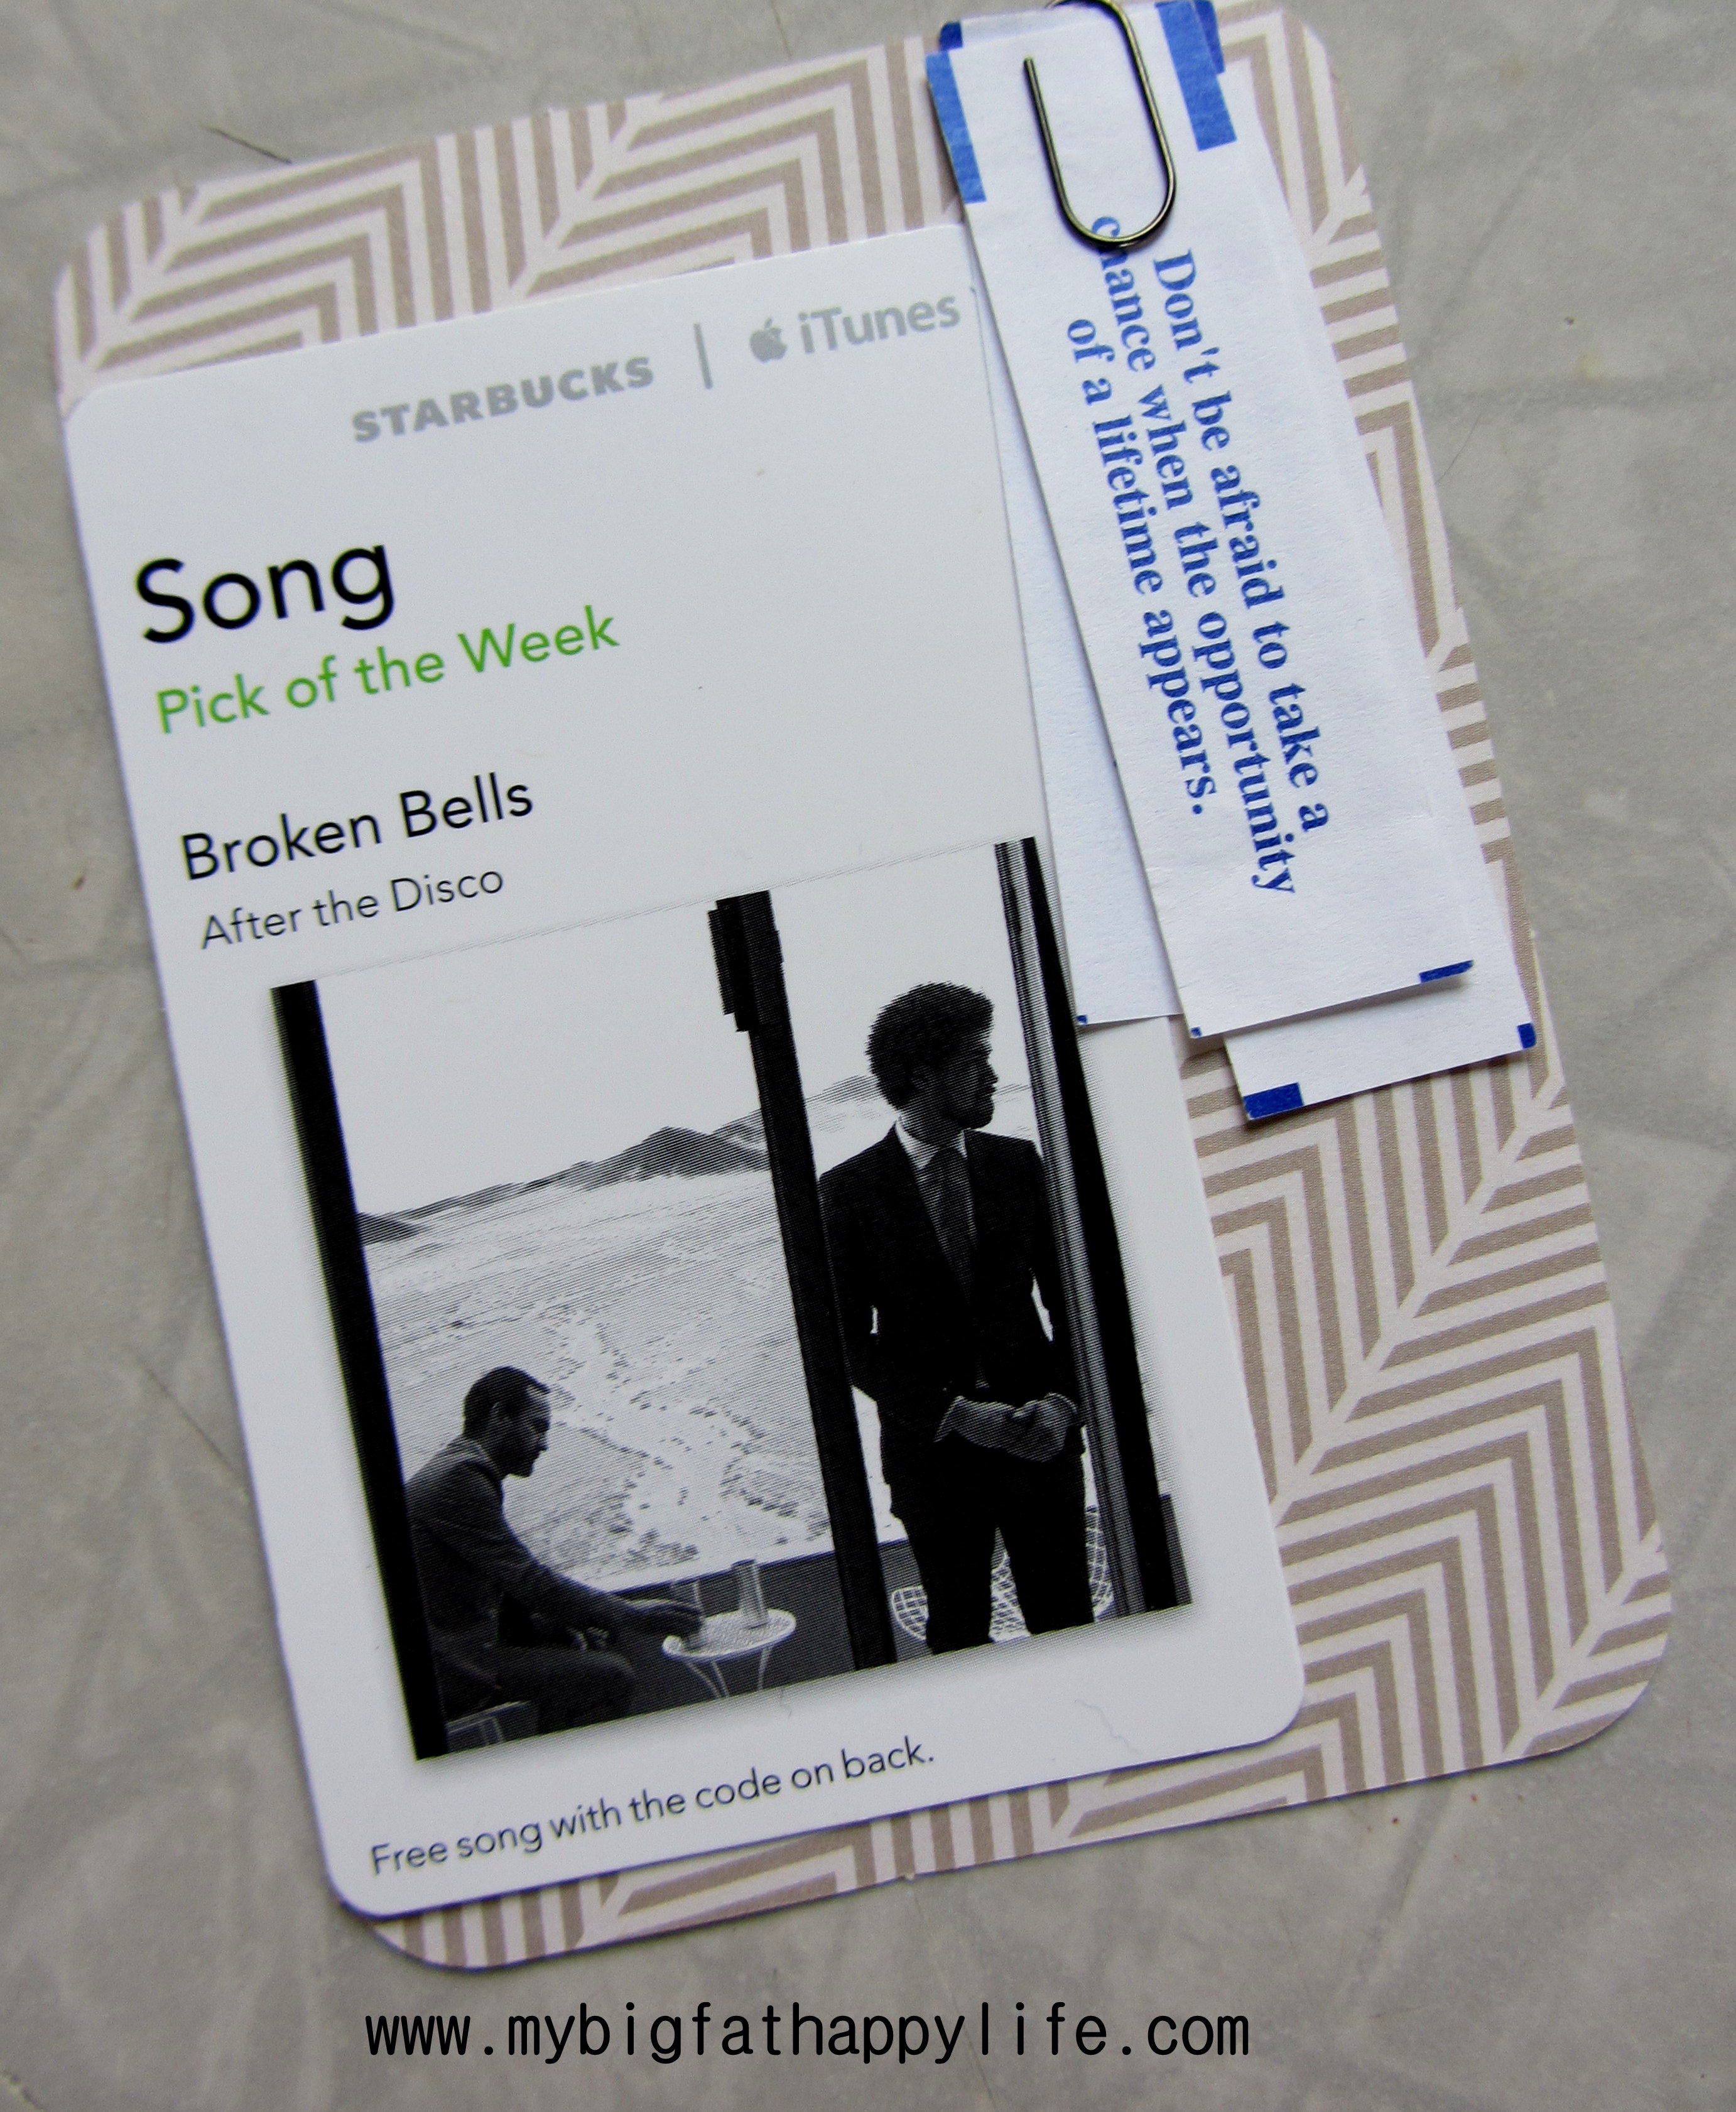 STARBUCKS | iTunes
Song
Pick of the Week
Broken Bells
After the Disco
Free song with the code on back.
Don't be afraid to take a
chance when the opportunity
of a lifetime appears.
www.mybigfathappylife.com